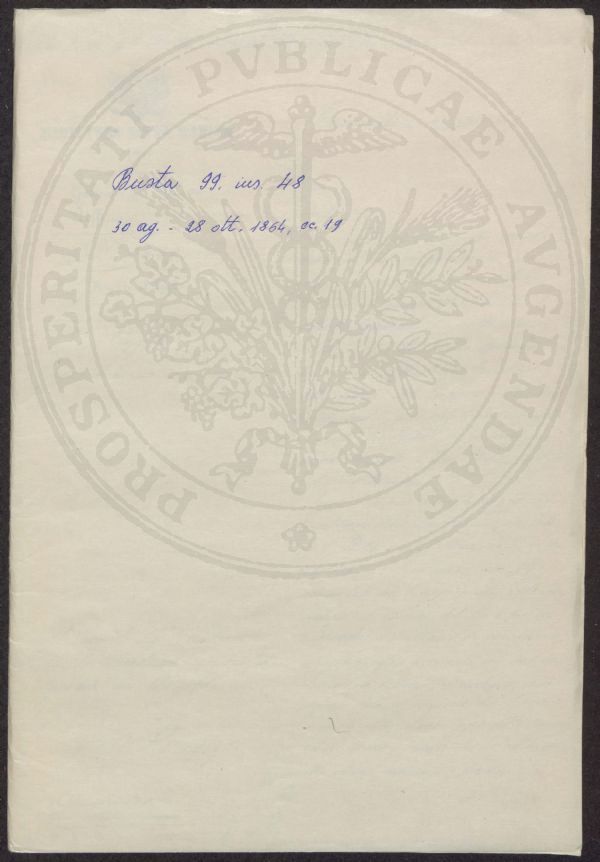 PROSPERITATI PVBLICAE AVGENDAE
Busta 99. ins. 48
30 ag. - 28 ott. 1864, cc. 19